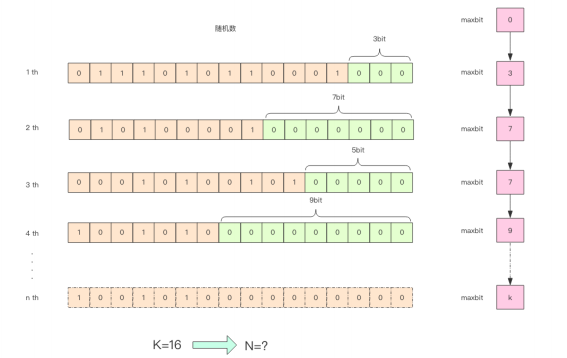 随机数
maxbit 0
3bit
1 th 0 1 1 1 0 1 0 1 1 0 0 0 1 0 0 0 maxbit 3
7bit
2 th 0 1 0 1 0 0 0 0 1 0 0 0 0 0 0 0 maxbit 7
5bit
3 th 0 0 1 0 1 0 0 1 0 0 1 0 0 0 0 0 maxbit 7
9bit
4 th 1 0 0 1 0 1 0 0 0 0 0 0 0 0 0 0 maxbit 9
n th 1 0 0 1 0 1 0 0 0 0 0 0 0 0 0 0 maxbit k
K=16 N=?